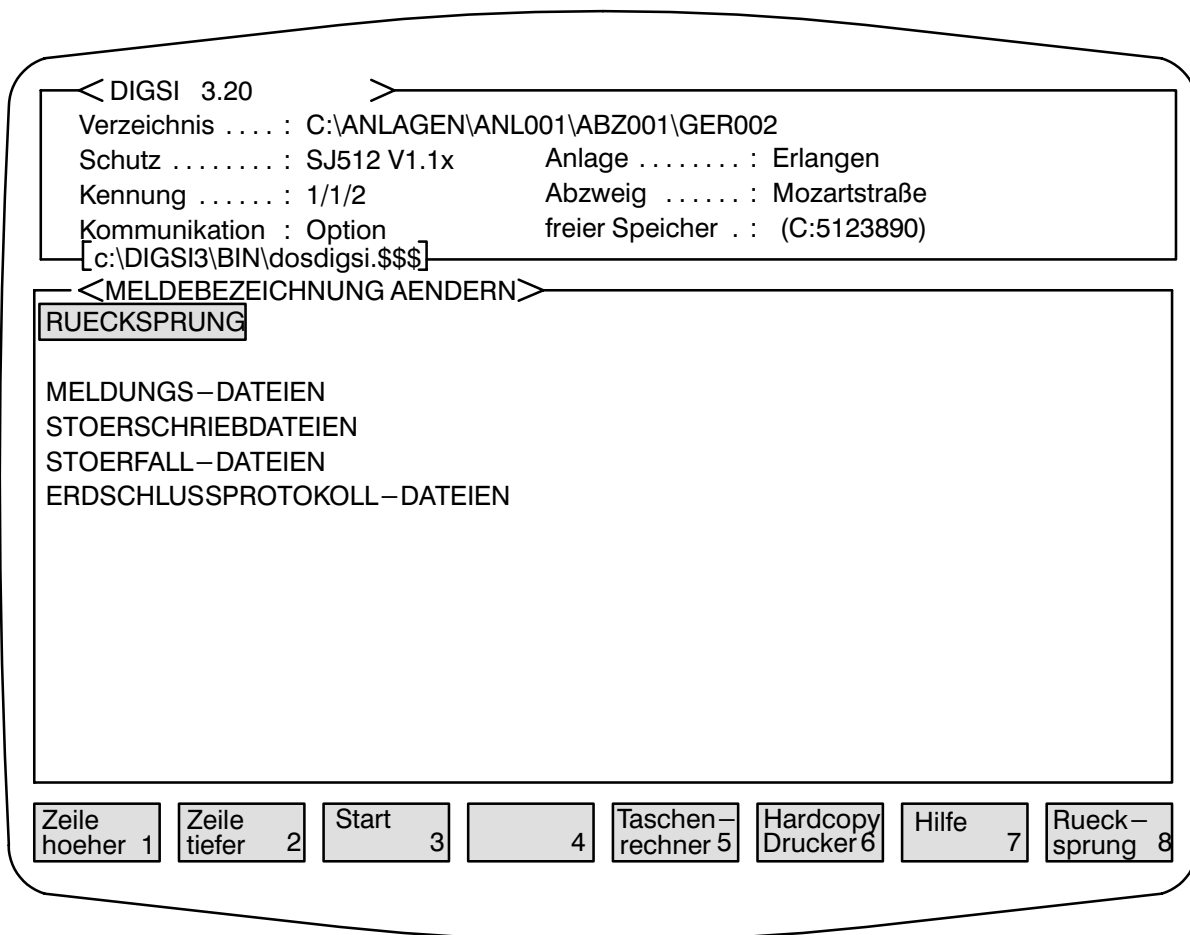 < DIGSI 3.20 >
Verzeichnis . . . . : C:\ANLAGEN\ANL001\ABZ001\GER002
Schutz . . . . . . . . : SJ512 V1.1x Anlage . . . . . . . . : Erlangen
Kennung . . . . . . : 1/1/2 Abzweig . . . . . . : Mozartstraße
Kommunikation : Option freier Speicher . : (C:5123890)
[c:\DIGSI3\BIN\dosdigsi.$$$]
<MELDEBEZEICHNUNG AENDERN>
RUECKSPRUNG
MELDUNGS–DATEIEN
STOERSCHRIEBDATEIEN
STOERFALL–DATEIEN
ERDSCHLUSSPROTOKOLL–DATEIEN
Zeile
hoeher 1
Zeile
tiefer 2
Start
3
4
Taschen–
rechner 5
Hardcopy
Drucker 6
Hilfe
7
Rueck–
sprung 8